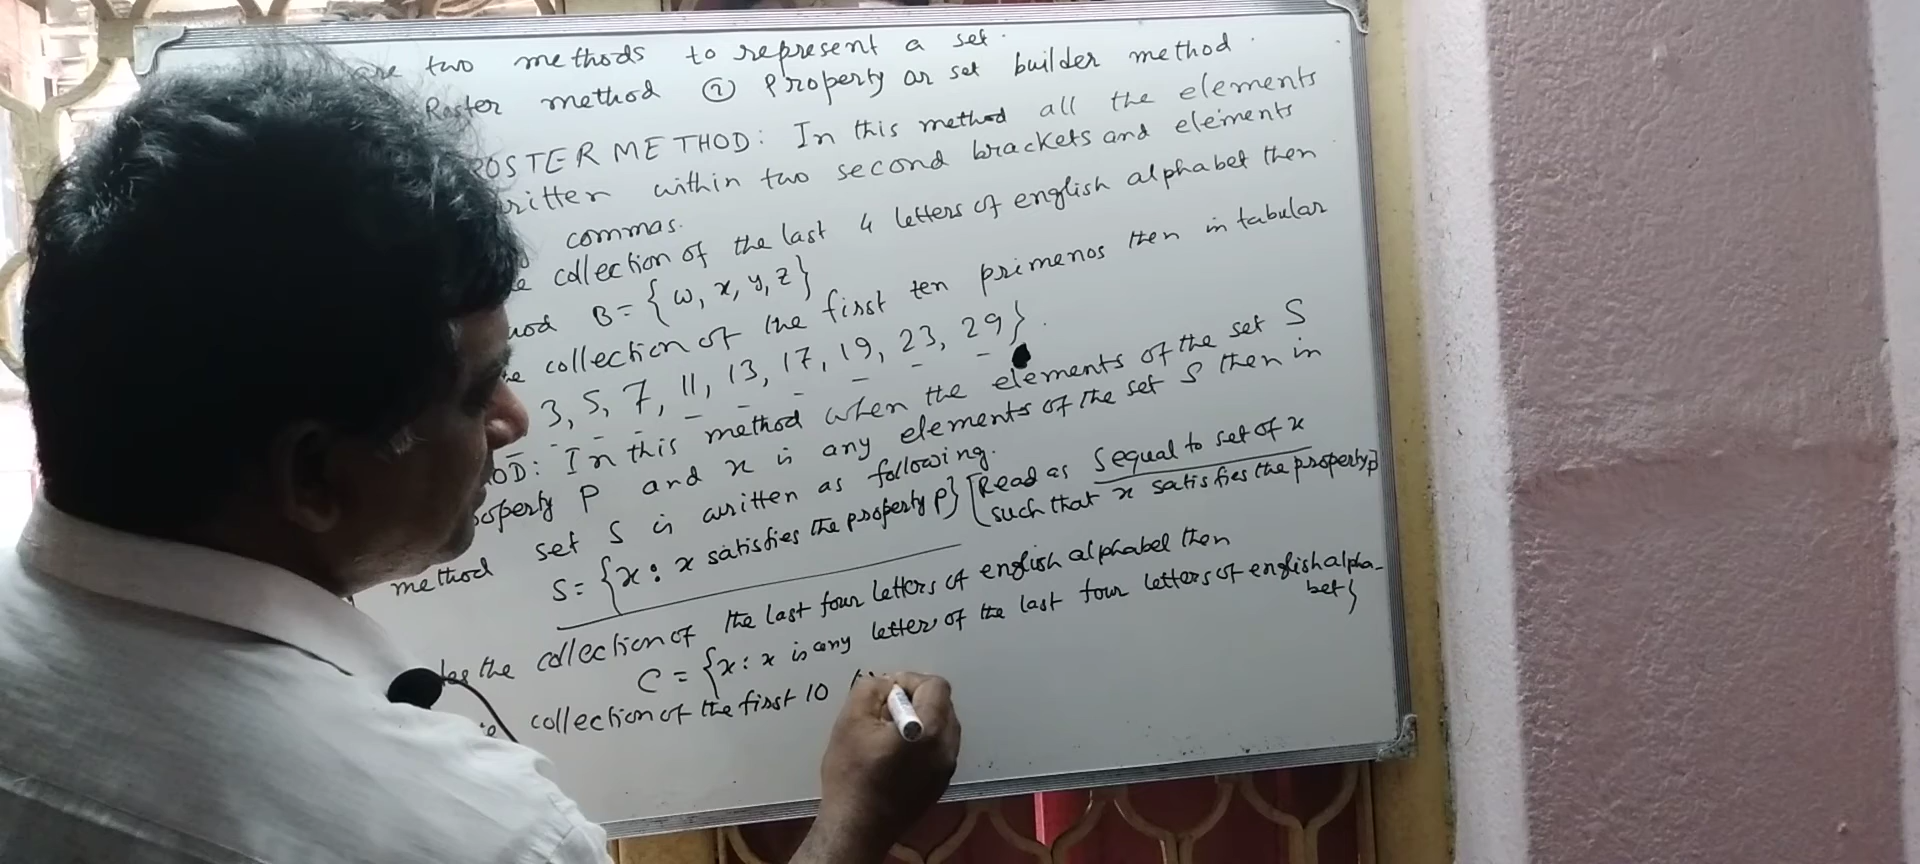 are two methods to represent a set.
Roster method ② Property or set builder method.
ROSTER METHOD: In this method all the elements
written within two second brackets and elements
commas.
collection of the last 4 letters of english alphabet then
B = { w, x, y, z }
collection of the first ten primenos then in tabular
3, 5, 7, 11, 13, 17, 19, 23, 29}.
OD: In this method when the elements of the set S
property P and x is any elements of the set S then in
method set S is written as following.
S = {x : x satisfies the property P} [Read as S equal to set of x
such that x satisfies the property P]
the collection of the last four letters of english alphabet then
C = {x : x is any letter of the last four letters of english alpha-
bet}
collection of the first 10